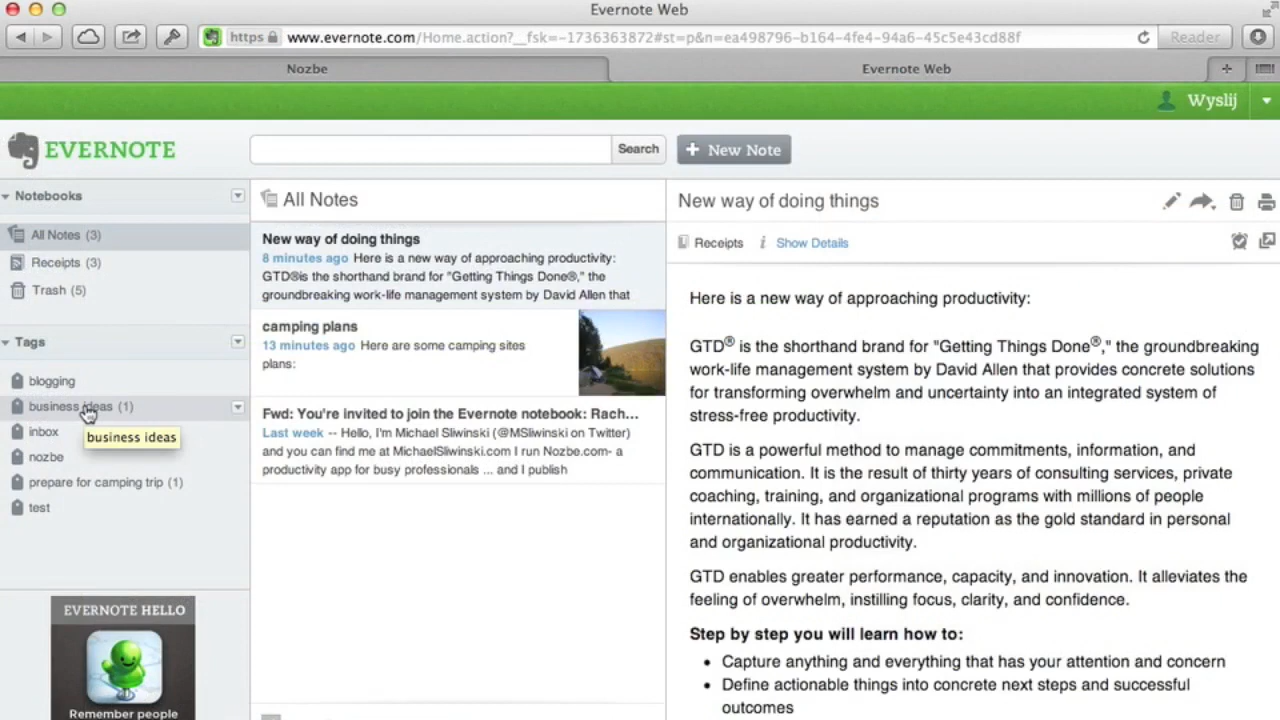 Evernote Web
https www.evernote.com/Home.action?__fsk=-1736363872#st=p&n=ea498796-b164-4fe4-94a6-45c5e43cd88f
Reader
Nozbe
Evernote Web
Wyslij
EVERNOTE
Search
+ New Note
Notebooks
All Notes (3)
Receipts (3)
Trash (5)
Tags
blogging
business ideas (1)
business ideas
inbox
nozbe
prepare for camping trip (1)
test
EVERNOTE HELLO
Remember people
All Notes
New way of doing things
8 minutes ago Here is a new way of approaching productivity:
GTD®is the shorthand brand for "Getting Things Done®," the
groundbreaking work-life management system by David Allen that
camping plans
13 minutes ago Here are some camping sites
plans:
Fwd: You're invited to join the Evernote notebook: Rach...
Last week -- Hello, I'm Michael Sliwinski (@MSliwinski on Twitter)
and you can find me at MichaelSliwinski.com I run Nozbe.com- a
productivity app for busy professionals ... and I publish
New way of doing things
Receipts
i Show Details
Here is a new way of approaching productivity:
GTD® is the shorthand brand for "Getting Things Done®," the groundbreaking
work-life management system by David Allen that provides concrete solutions
for transforming overwhelm and uncertainty into an integrated system of
stress-free productivity.
GTD is a powerful method to manage commitments, information, and
communication. It is the result of thirty years of consulting services, private
coaching, training, and organizational programs with millions of people
internationally. It has earned a reputation as the gold standard in personal
and organizational productivity.
GTD enables greater performance, capacity, and innovation. It alleviates the
feeling of overwhelm, instilling focus, clarity, and confidence.
Step by step you will learn how to:
• Capture anything and everything that has your attention and concern
• Define actionable things into concrete next steps and successful
outcomes